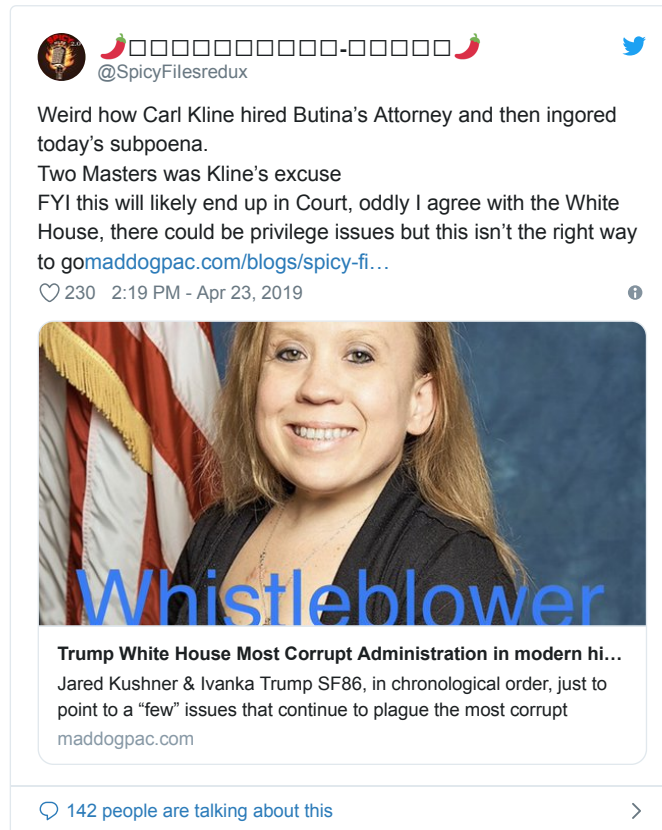 🌶️□□□□□□□□□□-□□□□□🌶️
@SpicyFilesredux
Weird how Carl Kline hired Butina’s Attorney and then ingored
today’s subpoena.
Two Masters was Kline’s excuse
FYI this will likely end up in Court, oddly I agree with the White
House, there could be privilege issues but this isn’t the right way
to gomaddogpac.com/blogs/spicy-fi…
230 2:19 PM - Apr 23, 2019
Whistleblower
Trump White House Most Corrupt Administration in modern hi…
Jared Kushner & Ivanka Trump SF86, in chronological order, just to
point to a “few” issues that continue to plague the most corrupt
maddogpac.com
142 people are talking about this